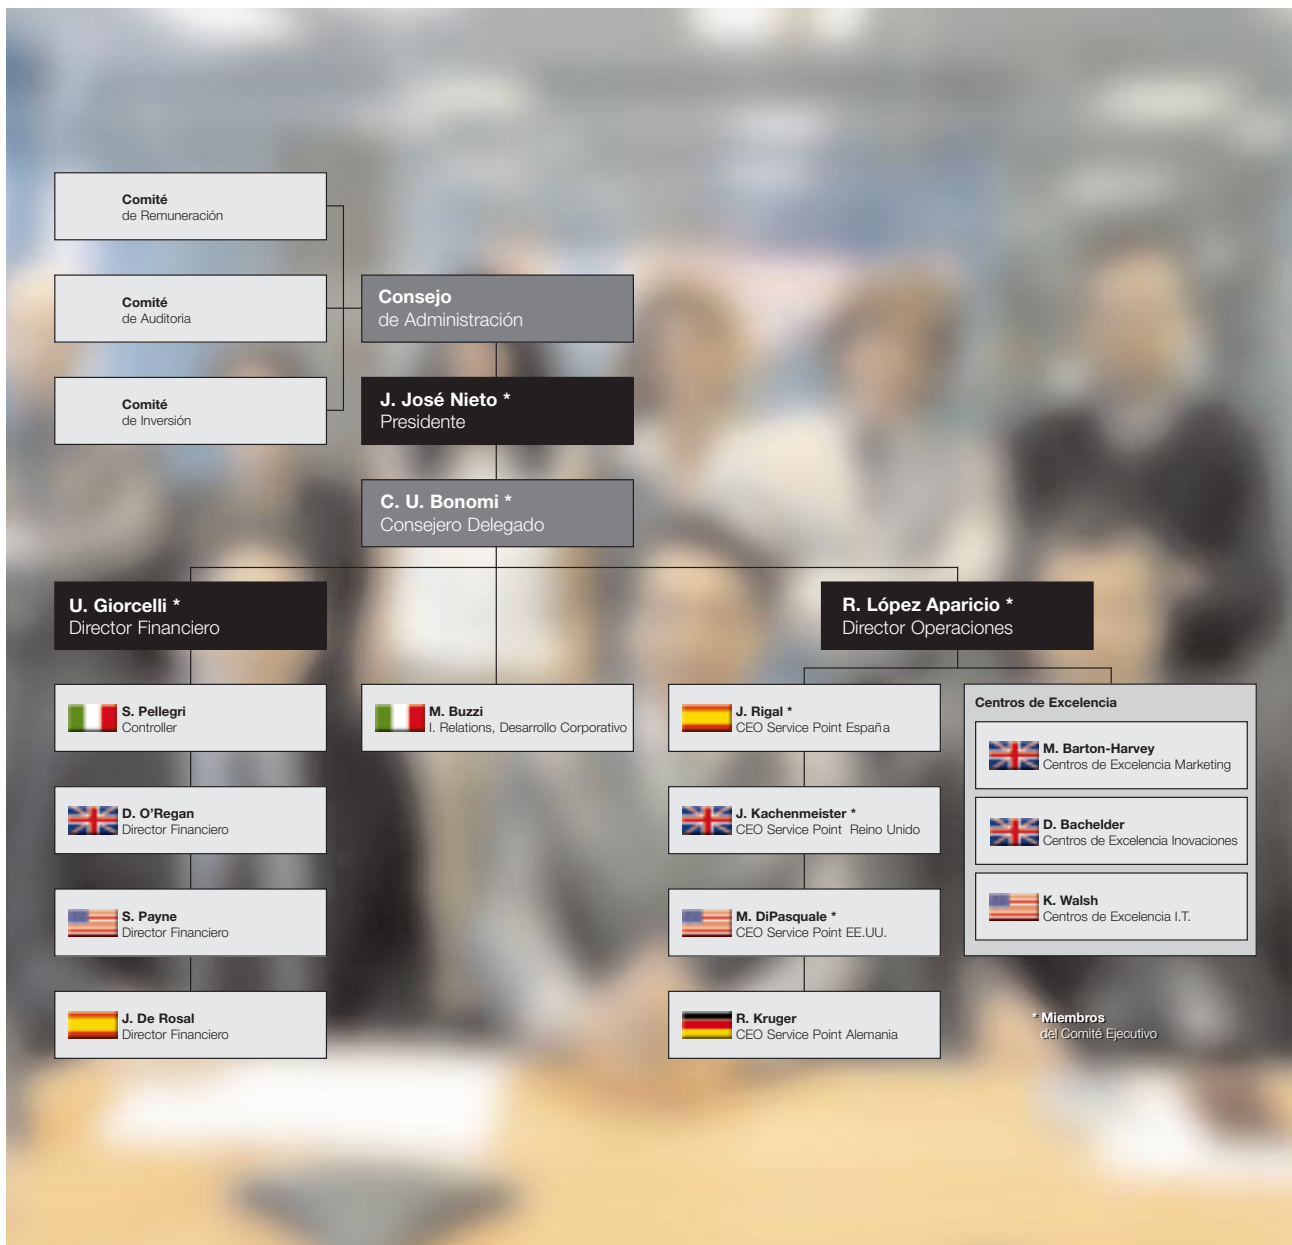 Comité
de Remuneración
Comité
de Auditoria
Consejo
de Administración
Comité
de Inversión
J. José Nieto *
Presidente
C. U. Bonomi *
Consejero Delegado
U. Giorcelli *
Director Financiero
R. López Aparicio *
Director Operaciones
S. Pellegri
Controller
D. O'Regan
Director Financiero
S. Payne
Director Financiero
J. De Rosal
Director Financiero
M. Buzzi
I. Relations, Desarrollo Corporativo
J. Rigal *
CEO Service Point España
J. Kachenmeister *
CEO Service Point Reino Unido
M. DiPasquale *
CEO Service Point EE.UU.
R. Kruger
CEO Service Point Alemania
Centros de Excelencia
M. Barton-Harvey
Centros de Excelencia Marketing
D. Bachelder
Centros de Excelencia Inovaciones
K. Walsh
Centros de Excelencia I.T.
* Miembros
del Comité Ejecutivo